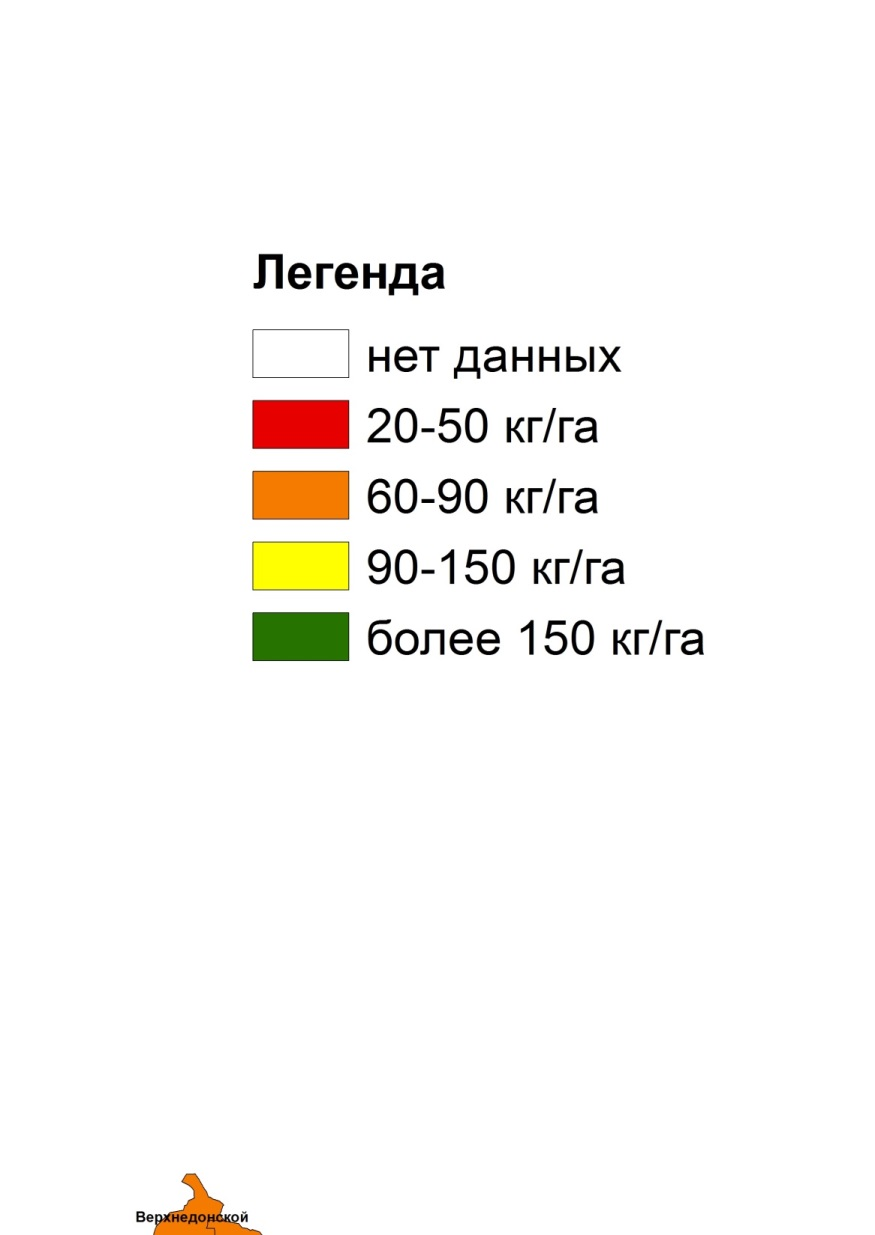 Легенда
нет данных
20-50 кг/га
60-90 кг/га
90-150 кг/га
более 150 кг/га
Верхнедонской